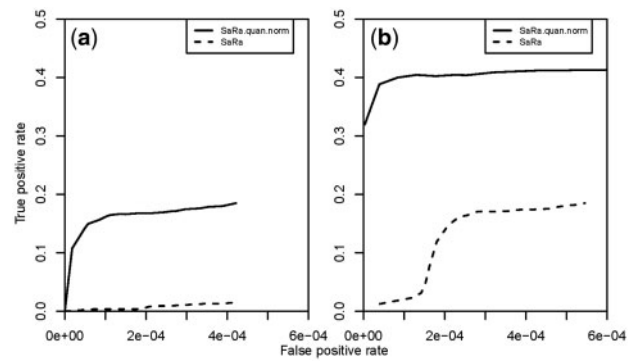 (a)
SaRa.quan.norm
SaRa
(b)
SaRa.quan.norm
SaRa
True positive rate
0.5
0.4
0.3
0.2
0.1
0.0
0.5
0.4
0.3
0.2
0.1
0.0
0e+00
2e-04
4e-04
6e-04
0e+00
2e-04
4e-04
6e-04
False positive rate